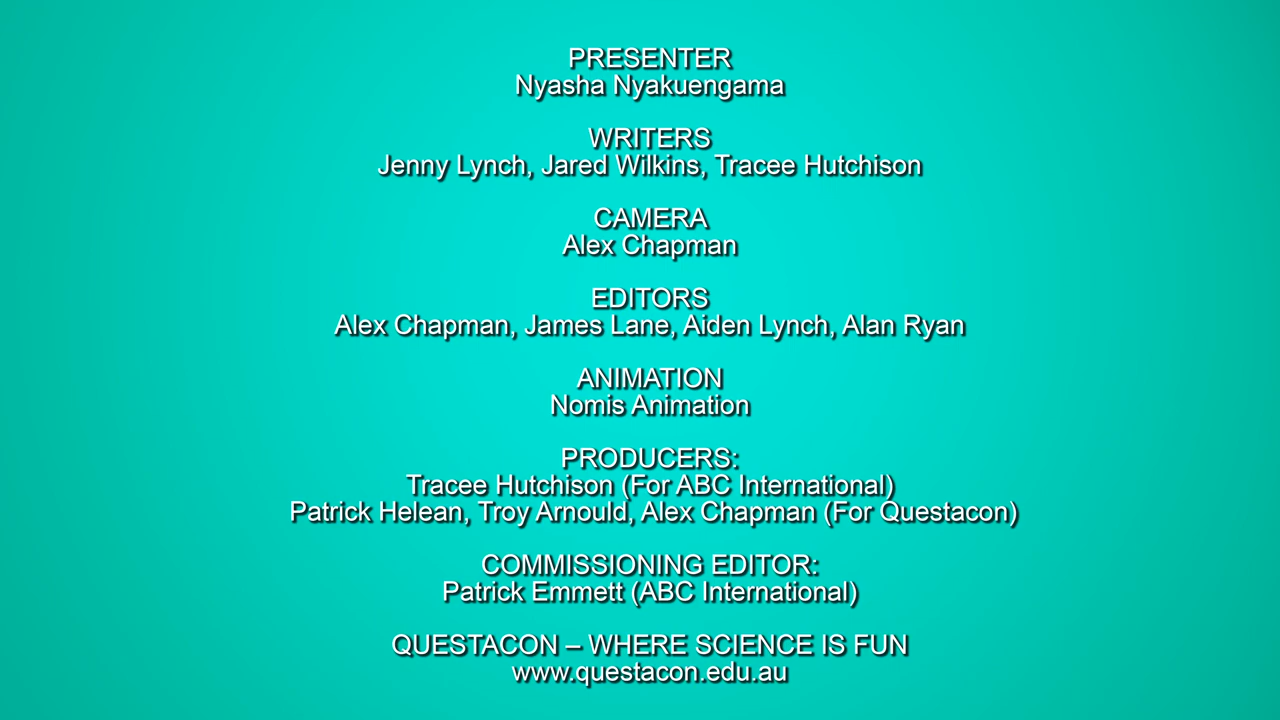 PRESENTER
Nyasha Nyakuengama
WRITERS
Jenny Lynch, Jared Wilkins, Tracee Hutchison
CAMERA
Alex Chapman
EDITORS
Alex Chapman, James Lane, Aiden Lynch, Alan Ryan
ANIMATION
Nomis Animation
PRODUCERS:
Tracee Hutchison (For ABC International)
Patrick Helean, Troy Arnould, Alex Chapman (For Questacon)
COMMISSIONING EDITOR:
Patrick Emmett (ABC International)
QUESTACON – WHERE SCIENCE IS FUN
www.questacon.edu.au